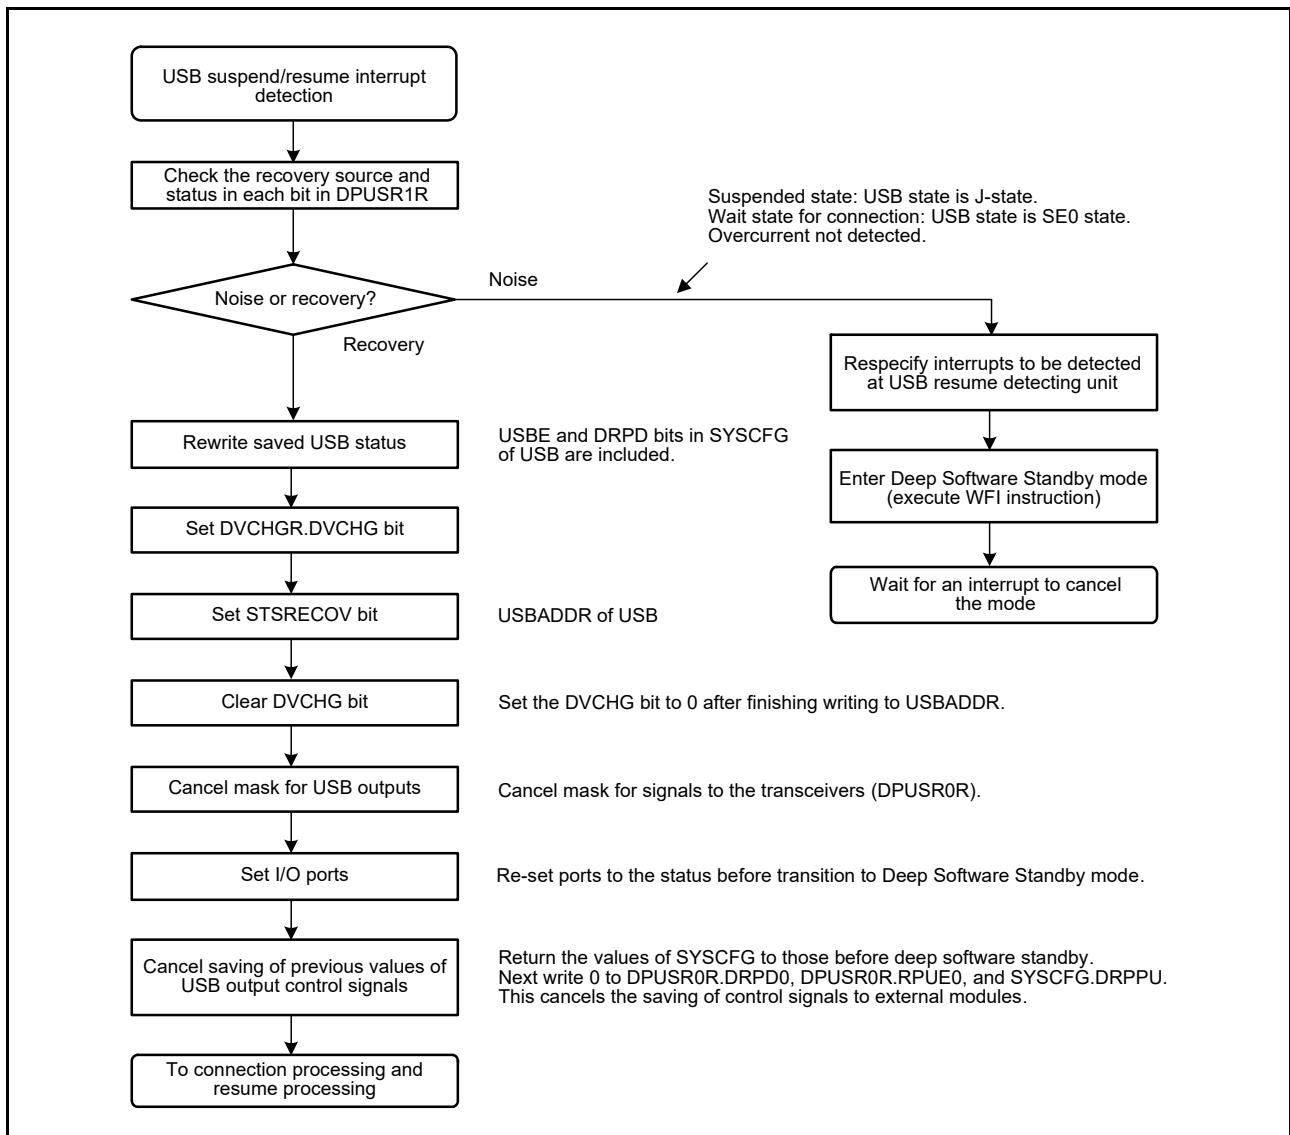 USB suspend/resume interrupt
detection
Check the recovery source and
status in each bit in DPUSR1R
Suspended state: USB state is J-state.
Wait state for connection: USB state is SE0 state.
Overcurrent not detected.
Noise or recovery?
Noise
Recovery
Respecify interrupts to be detected
at USB resume detecting unit
Rewrite saved USB status
USBE and DRPD bits in SYSCFG
of USB are included.
Enter Deep Software Standby mode
(execute WFI instruction)
Set DVCHGR.DVCHG bit
Wait for an interrupt to cancel
the mode
Set STSRECOV bit
USBADDR of USB
Clear DVCHG bit
Set the DVCHG bit to 0 after finishing writing to USBADDR.
Cancel mask for USB outputs
Cancel mask for signals to the transceivers (DPUSR0R).
Set I/O ports
Re-set ports to the status before transition to Deep Software Standby mode.
Cancel saving of previous values of
USB output control signals
Return the values of SYSCFG to those before deep software standby.
Next write 0 to DPUSR0R.DRPD0, DPUSR0R.RPUE0, and SYSCFG.DRPPU.
This cancels the saving of control signals to external modules.
To connection processing and
resume processing